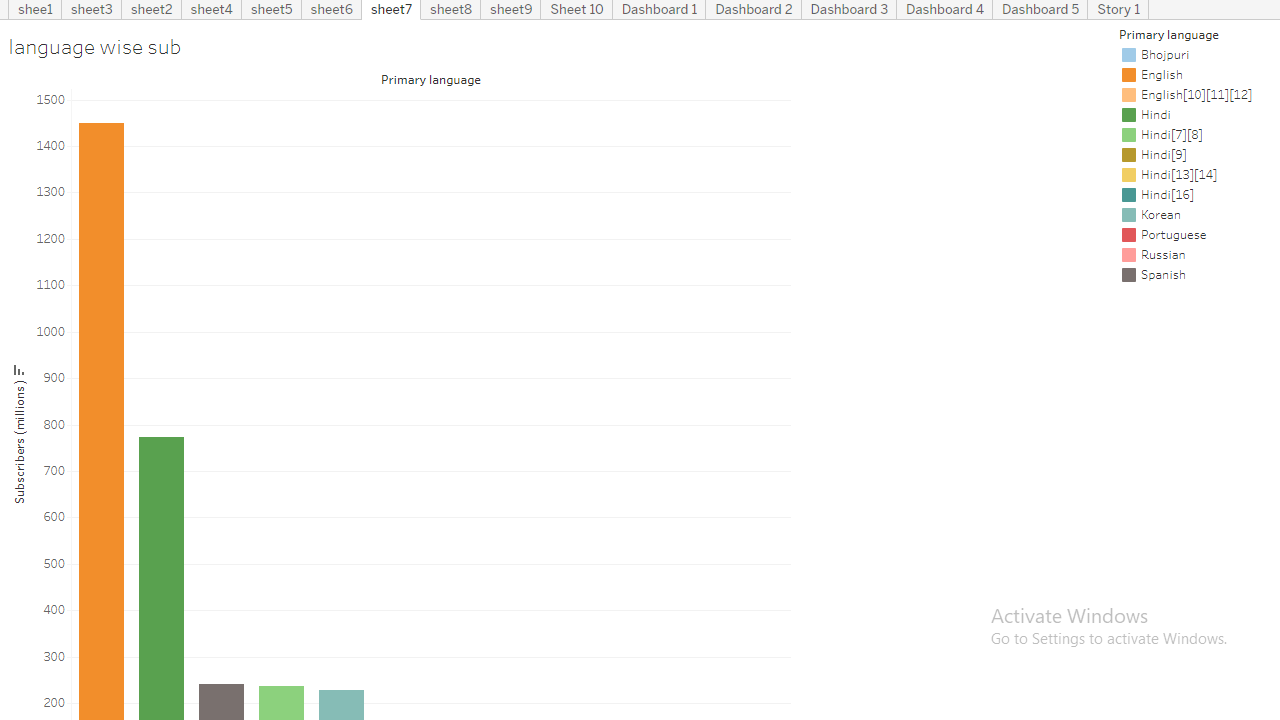 shee1 sheet3 sheet2 sheet4 sheet5 sheet6 sheet7 sheet8 sheet9 Sheet 10 Dashboard 1 Dashboard 2 Dashboard 3 Dashboard 4 Dashboard 5 Story 1
language wise sub
Primary language
1500
1400
1300
1200
1100
1000
900
800
700
600
500
400
300
200
Subscribers (millions)
Primary language
Bhojpuri
English
English[10][11][12]
Hindi
Hindi[7][8]
Hindi[9]
Hindi[13][14]
Hindi[16]
Korean
Portuguese
Russian
Spanish
Activate Windows
Go to Settings to activate Windows.